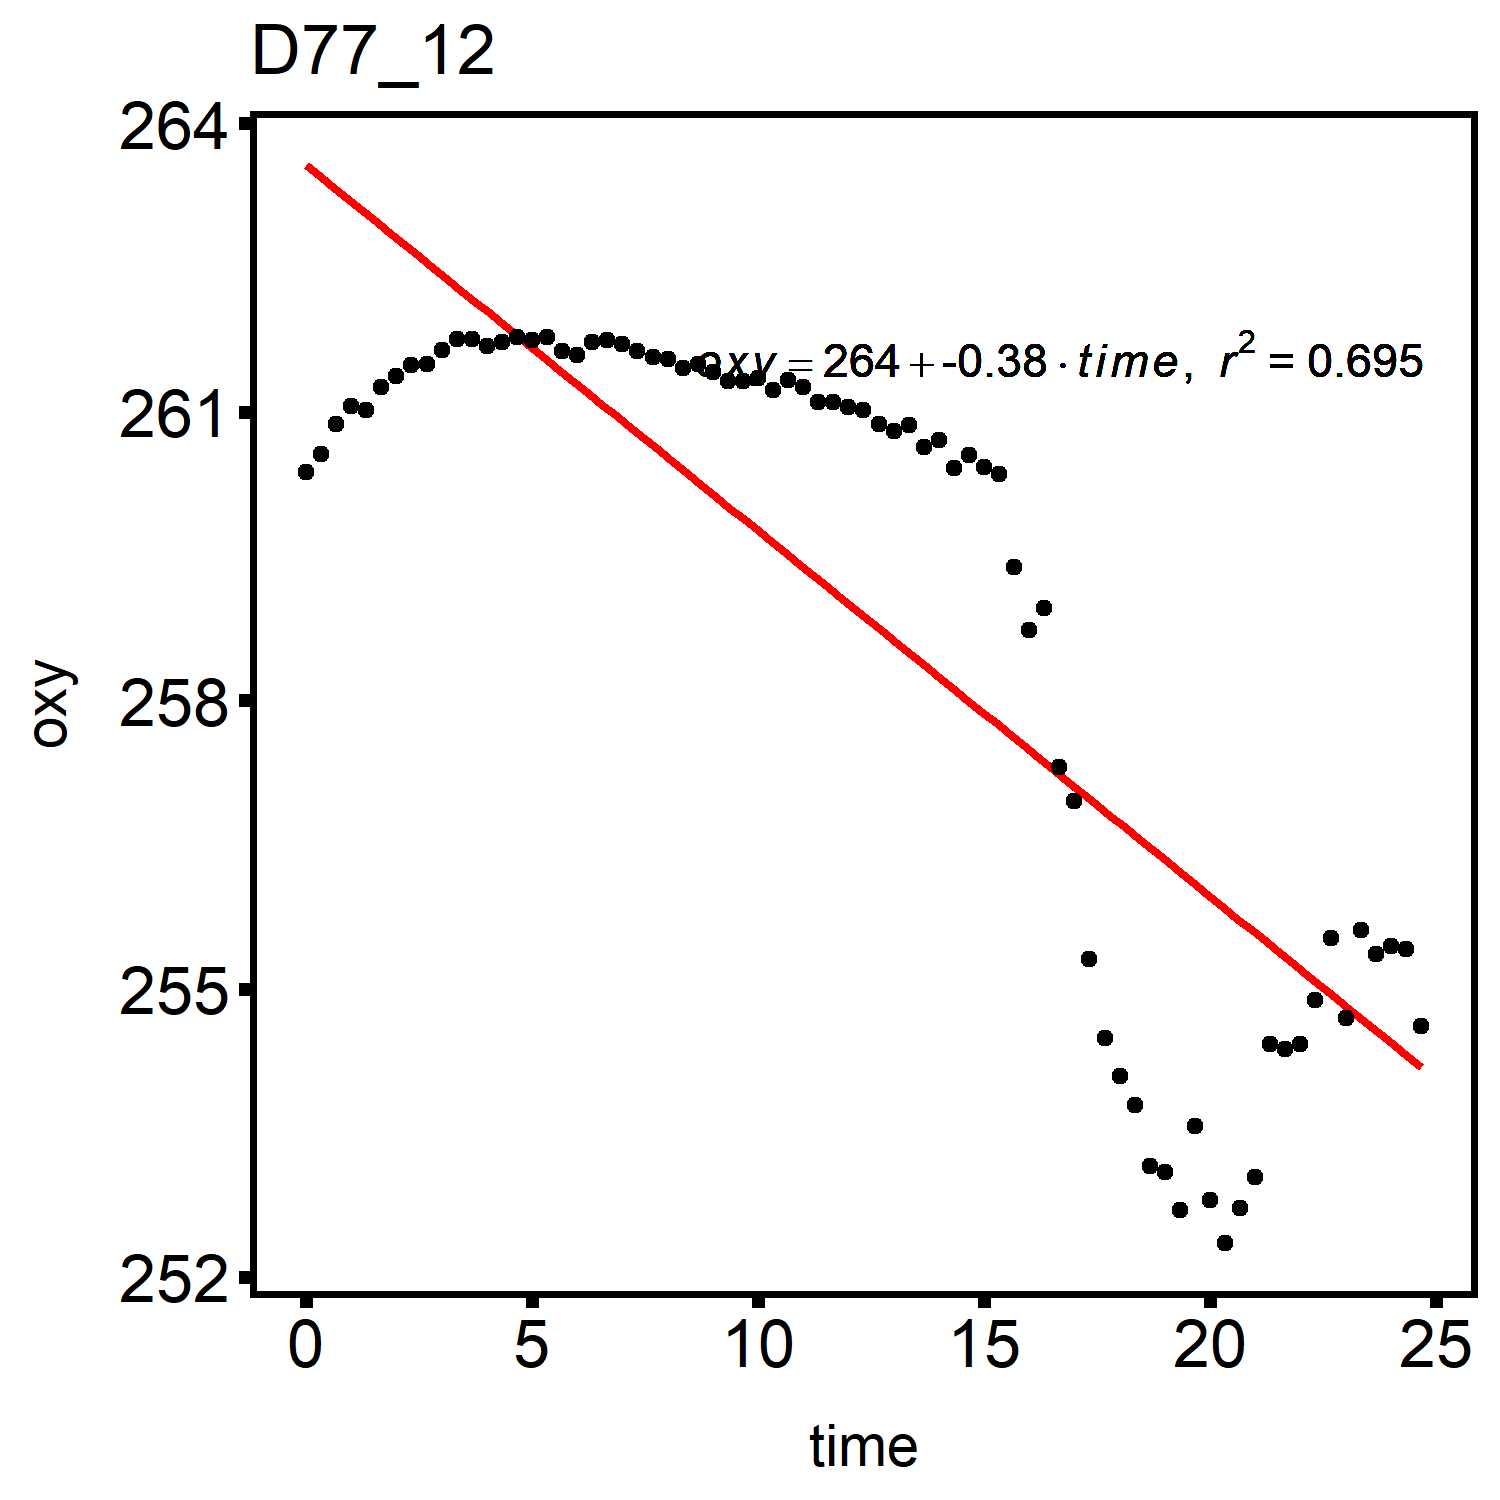 D77_12
264
261
258
255
252
oxy
oxy = 264 + -0.38 · time, r² = 0.695
0 5 10 15 20 25
time